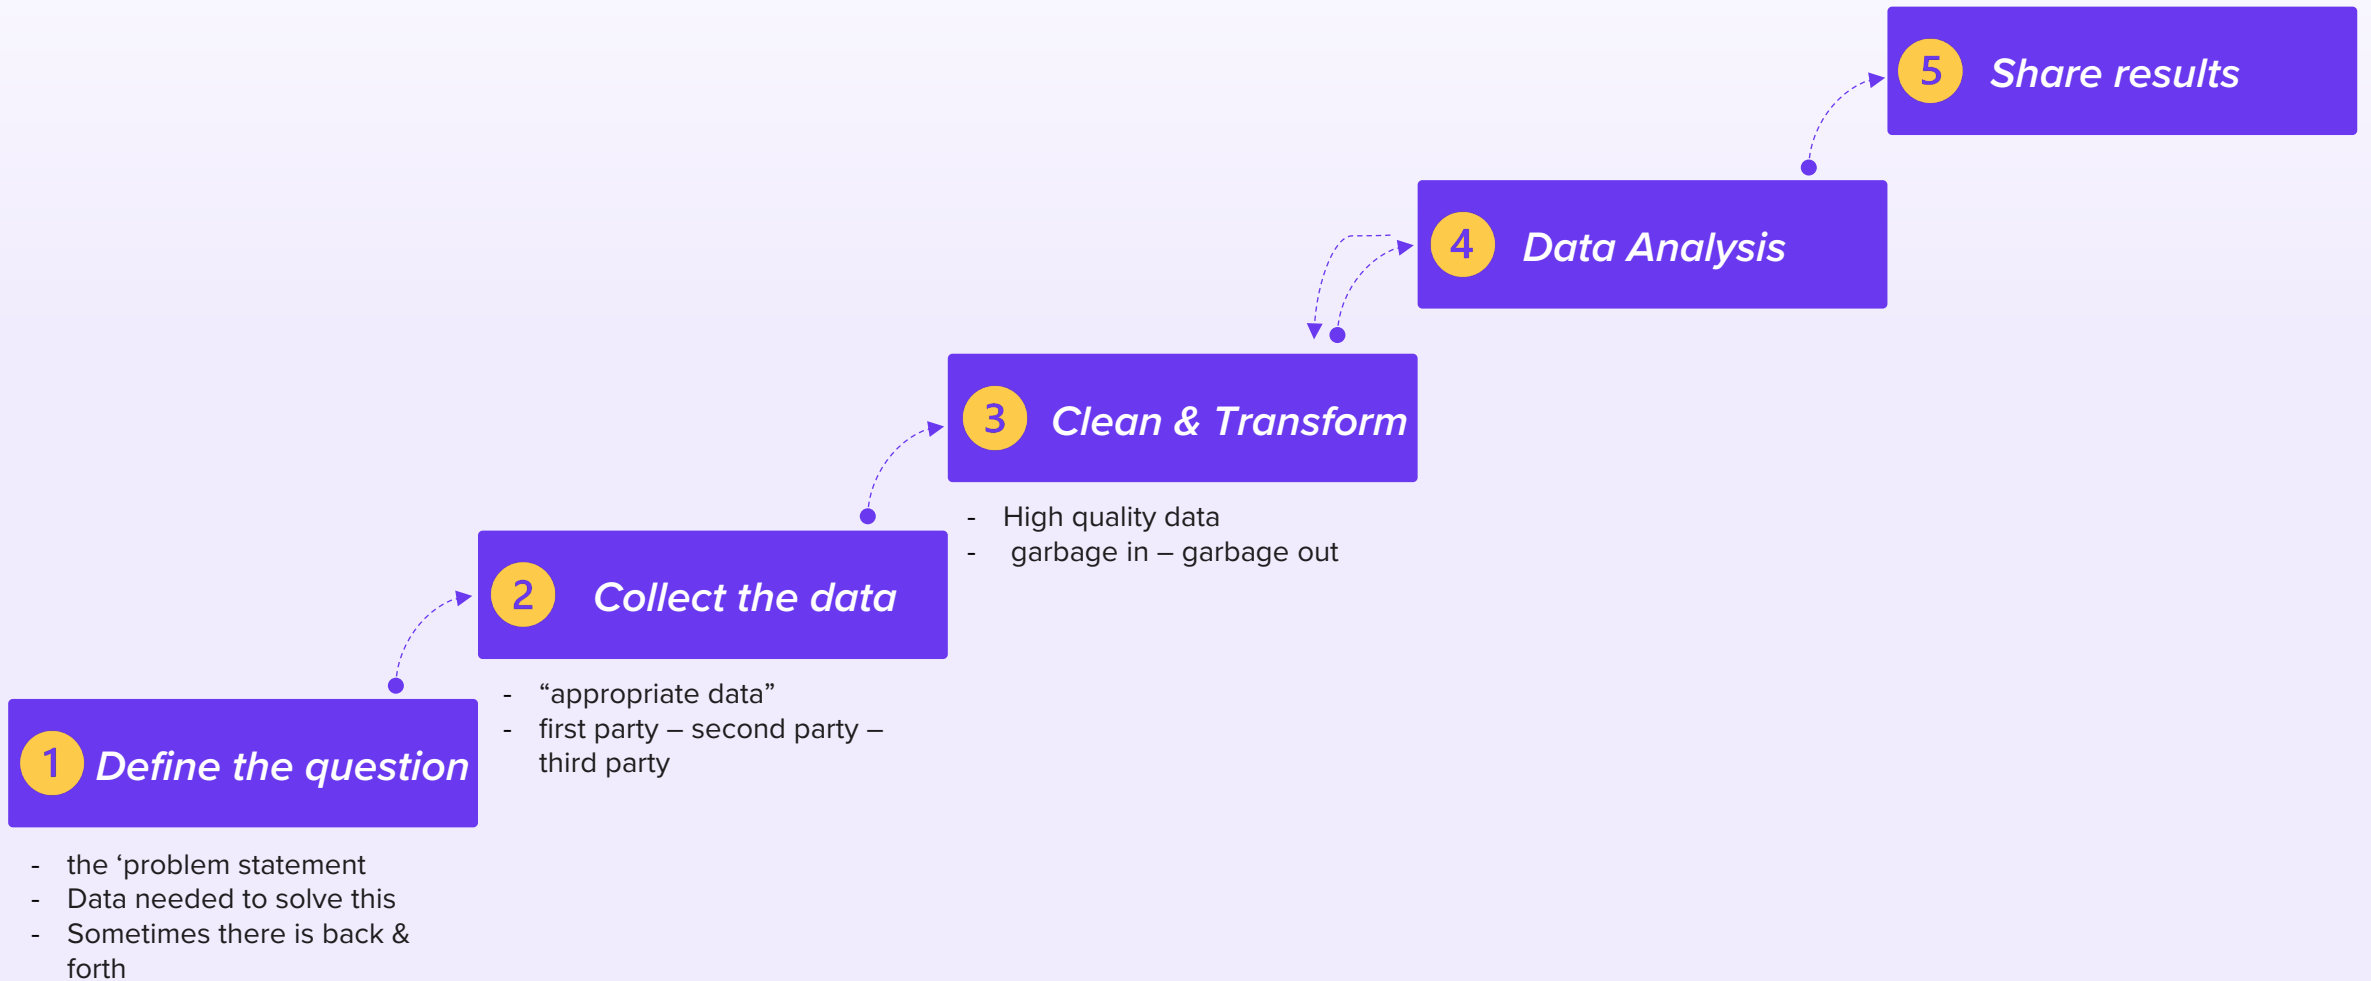 1 Define the question
- the ‘problem statement
- Data needed to solve this
- Sometimes there is back &
forth
2 Collect the data
- “appropriate data”
- first party – second party –
third party
3 Clean & Transform
- High quality data
- garbage in – garbage out
4 Data Analysis
5 Share results